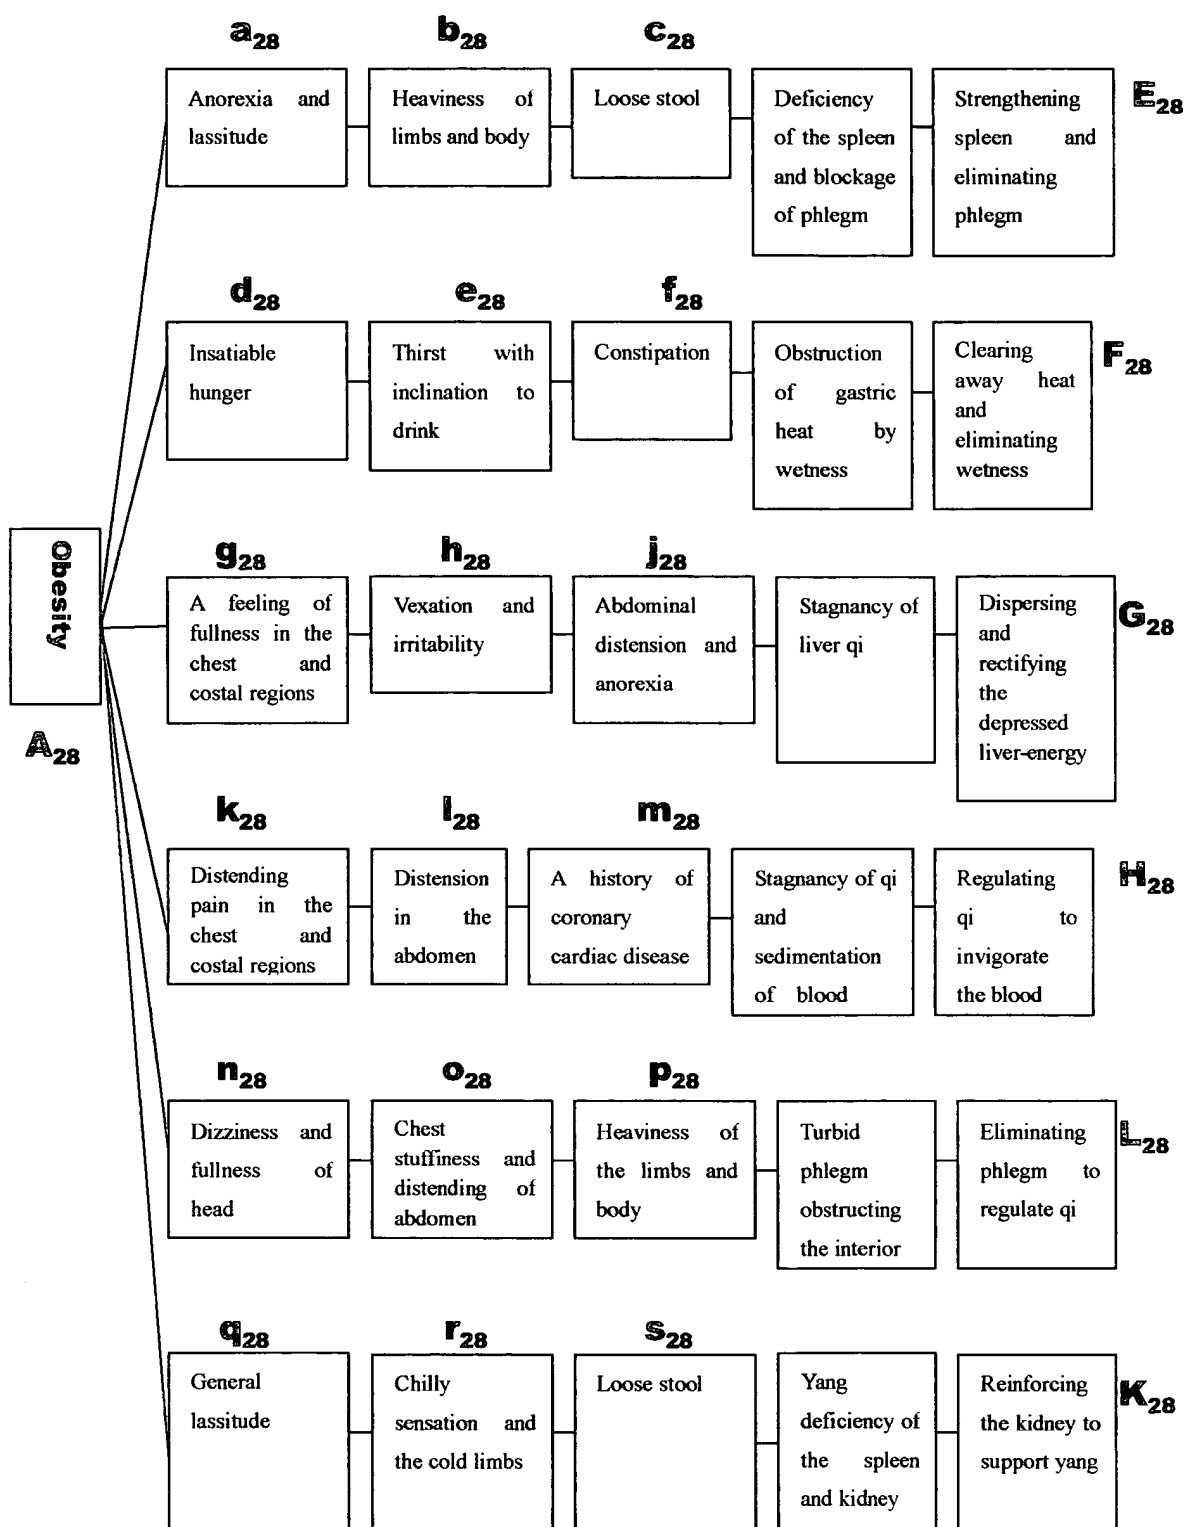 a28 b28 c28
Anorexia and
lassitude
Heaviness of
limbs and body
Loose stool
Deficiency
of the spleen
and blockage
of phlegm
Strengthening
spleen and
eliminating
phlegm
E28
d28 e28 f28
Insatiable
hunger
Thirst with
inclination to
drink
Constipation
Obstruction
of gastric
heat by
wetness
Clearing
away heat
and
eliminating
wetness
F28
Obesity
A28
g28 h28 j28
A feeling of
fullness in the
chest and
costal regions
Vexation and
irritability
Abdominal
distension and
anorexia
Stagnancy of
liver qi
Dispersing
and
rectifying
the
depressed
liver-energy
G28
k28 l28 m28
Distending
pain in the
chest and
costal regions
Distension
in the
abdomen
A history of
coronary
cardiac disease
Stagnancy of qi
and
sedimentation
of blood
Regulating
qi to
invigorate
the blood
H28
n28 o28 p28
Dizziness and
fullness of
head
Chest
stuffiness and
distending of
abdomen
Heaviness of
the limbs and
body
Turbid
phlegm
obstructing
the interior
Eliminating
phlegm to
regulate qi
L28
q28 r28 s28
General
lassitude
Chilly
sensation and
the cold limbs
Loose stool
Yang
deficiency of
the spleen
and kidney
Reinforcing
the kidney to
support yang
K28